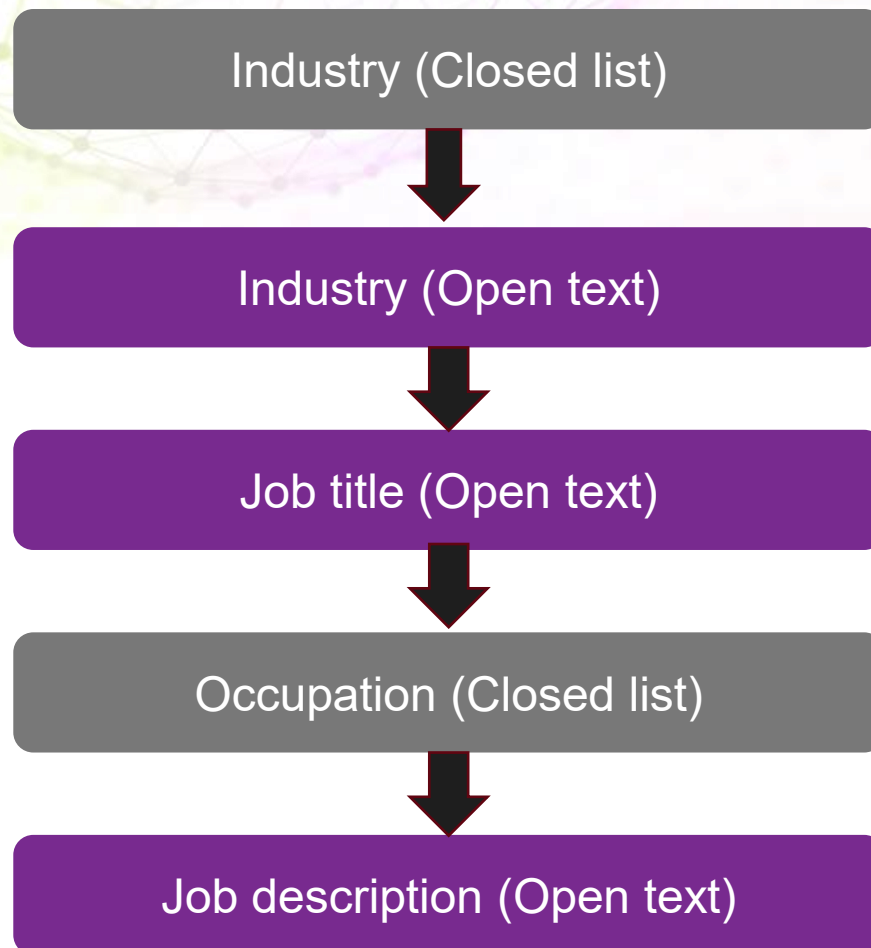 Industry (Closed list)
Industry (Open text)
Job title (Open text)
Occupation (Closed list)
Job description (Open text)